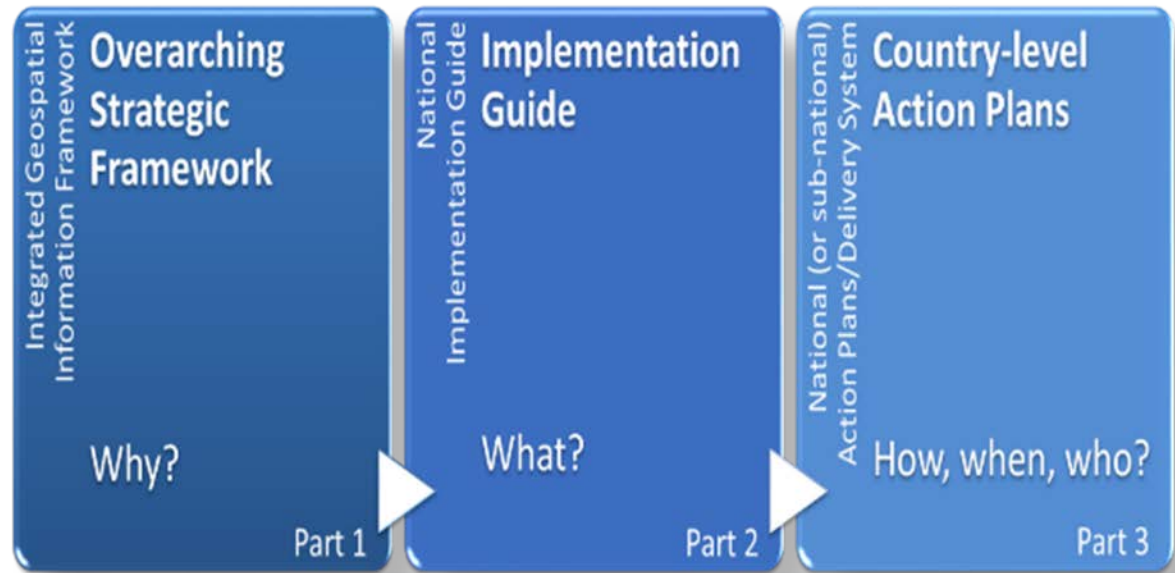 Integrated Geospatial
Information Framework
Overarching
Strategic
Framework
Why?
Part 1
National
Implementation Guide
Implementation
Guide
What?
Part 2
National (or sub-national)
Action Plans/Delivery System
Country-level
Action Plans
How, when, who?
Part 3